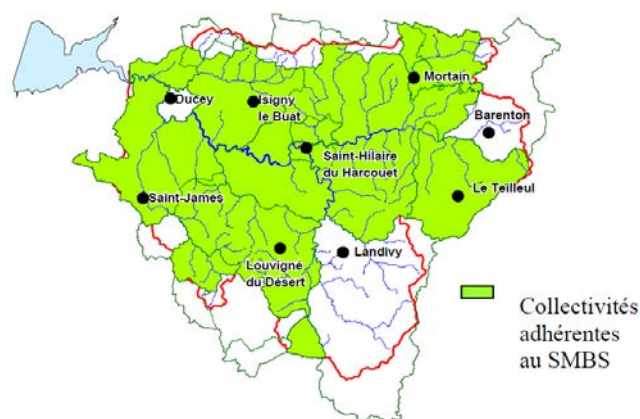 Mortain
Ducey
Isigny
le Buat
Barenton
Saint-Hilaire
du Harcouet
Le Teilleul
Saint-James
Louvigné
du Désert
Landivy
Collectivités
adhérentes
au SMBS